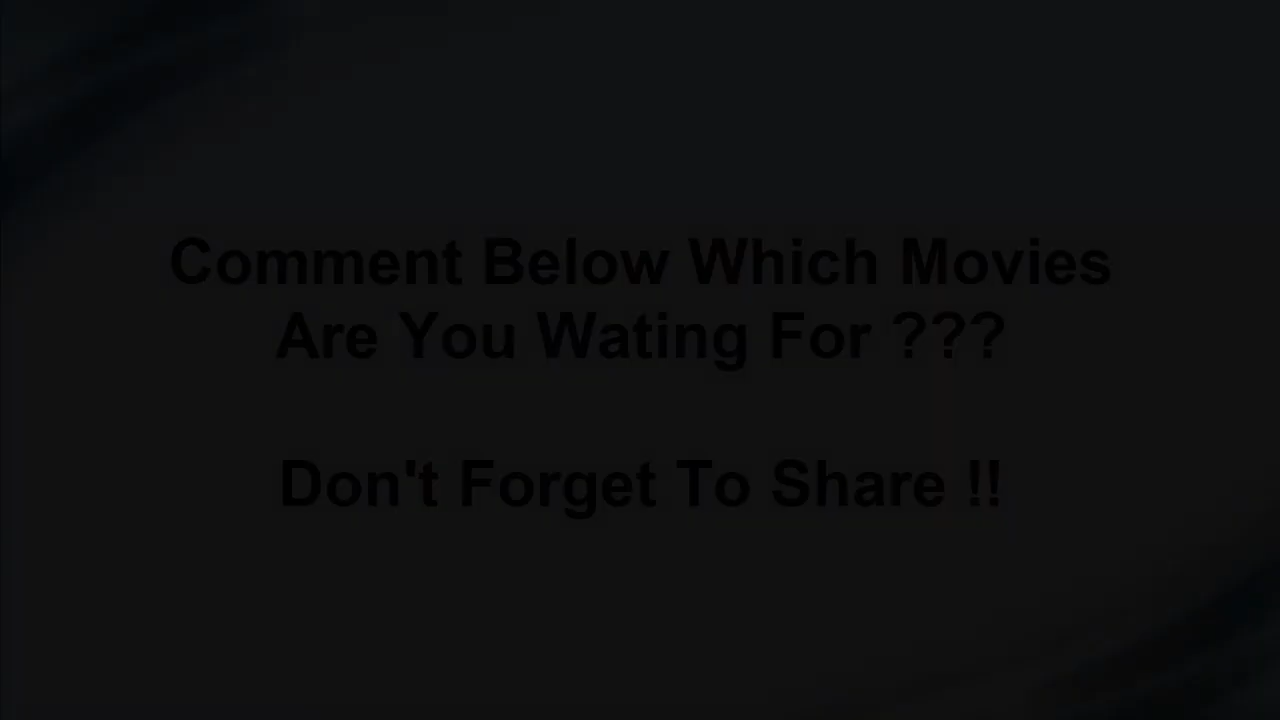 Comment Below Which Movies
Are You Wating For ???
Don't Forget To Share !!